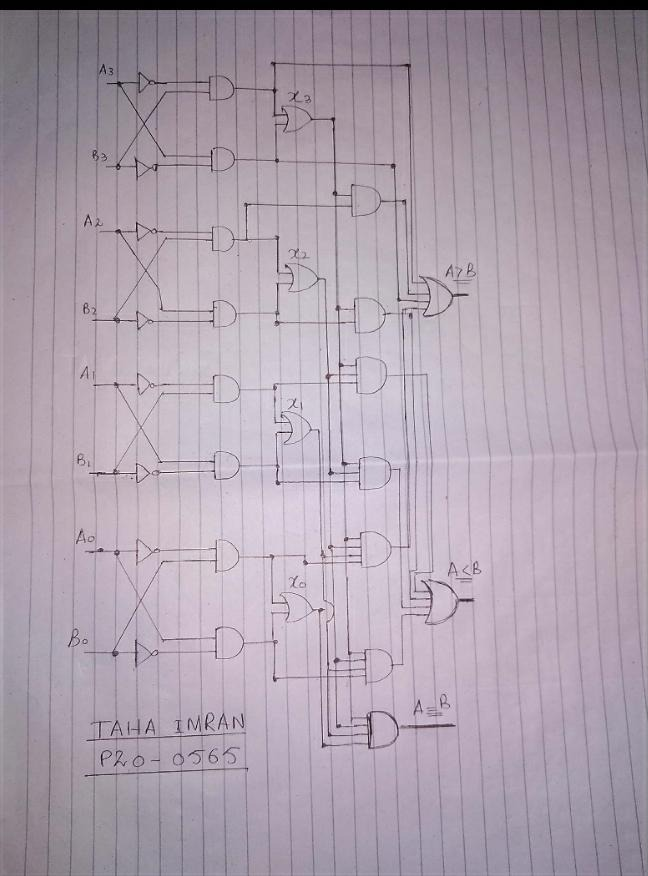 A3
x3
B3
A2
x2
A>B
B2
A1
x1
B1
A0
A<B
x0
B0
A=B
TAHA IMRAN
P20-0565